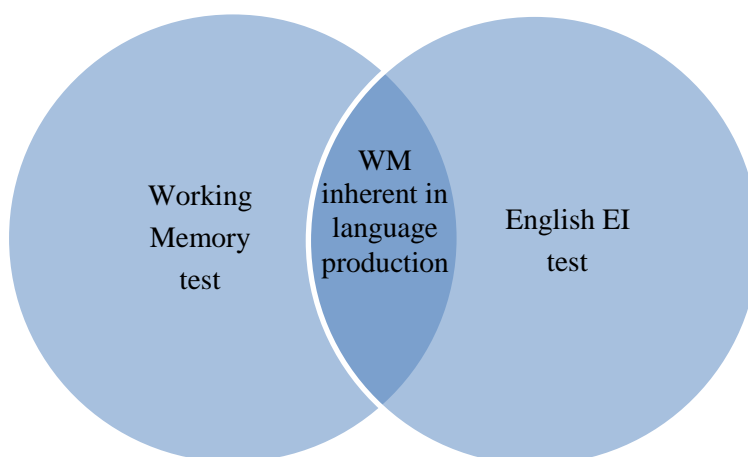 Working
Memory
test
WM
inherent in
language
production
English EI
test